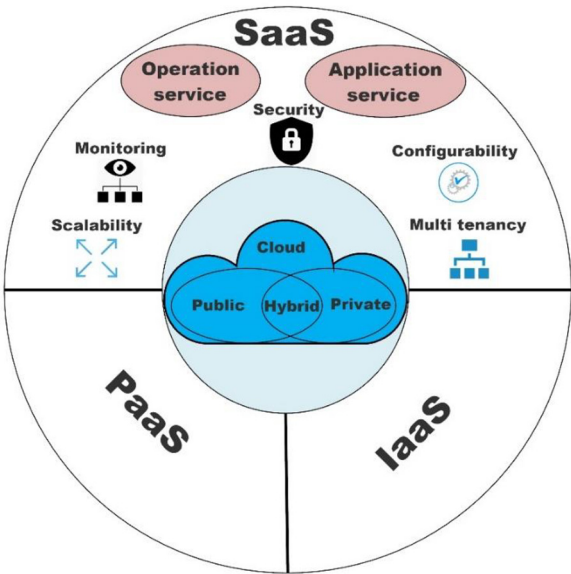 SaaS
Operation
service
Application
service
Security
Monitoring
Configurability
Scalability
Multi tenancy
Cloud
Public
Hybrid
Private
PaaS
IaaS